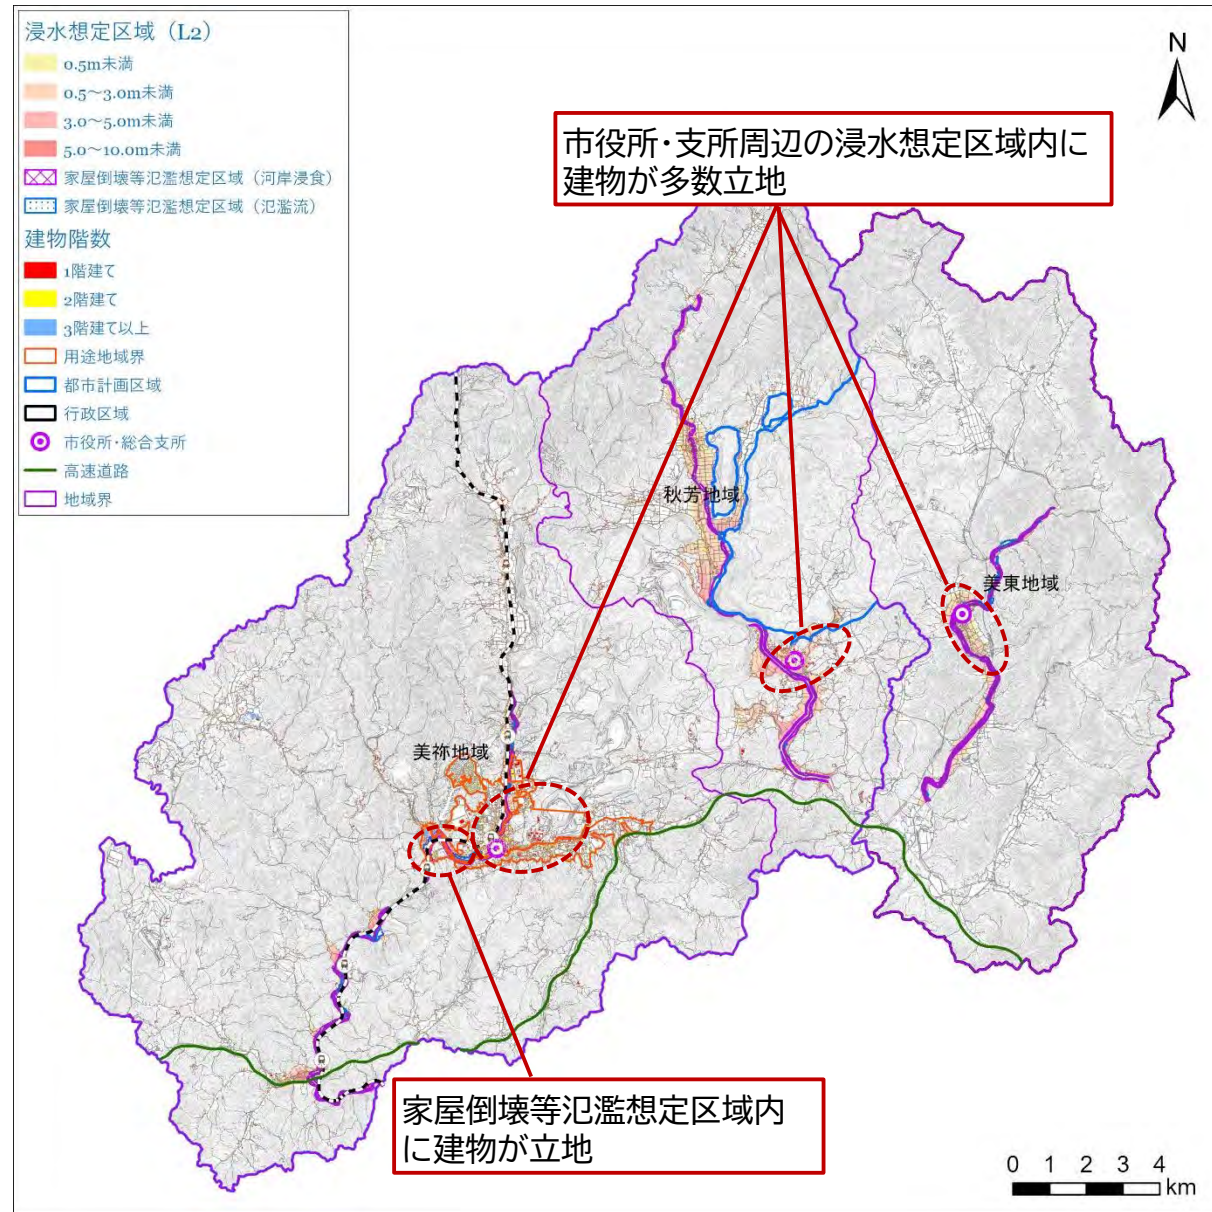 浸水想定区域（L2）
0.5m未満
0.5～3.0m未満
3.0～5.0m未満
5.0～10.0m未満
家屋倒壊等氾濫想定区域（河岸浸食）
家屋倒壊等氾濫想定区域（氾濫流）
建物階数
1階建て
2階建て
3階建て以上
用途地域界
都市計画区域
行政区域
市役所・総合支所
高速道路
地域界
N
市役所・支所周辺の浸水想定区域内に
建物が多数立地
秋芳地域
美東地域
美祢地域
家屋倒壊等氾濫想定区域内
に建物が立地
0 1 2 3 4
km